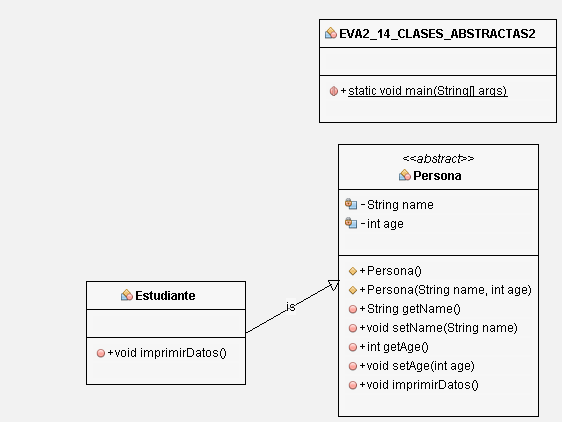 EVA2_14_CLASES_ABSTRACTAS2
+ static void main(String[] args)
<<abstract>>
Persona
- String name
- int age
+ Persona()
+ Persona(String name, int age)
+ String getName()
+ void setName(String name)
+ int getAge()
+ void setAge(int age)
+ void imprimirDatos()
Estudiante
+ void imprimirDatos()
is